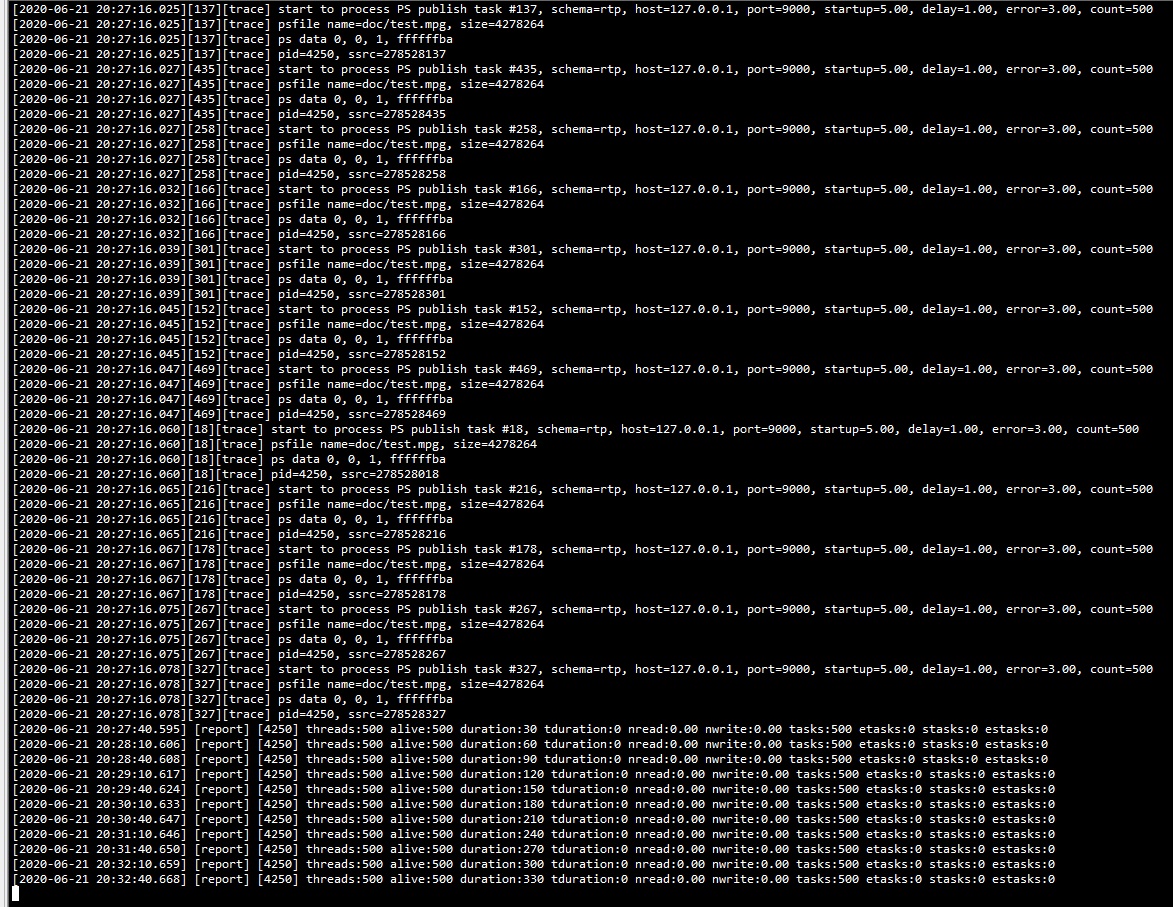 [2020-06-21 20:27:16.025][137][trace] start to process PS publish task #137, schema=rtp, host=127.0.0.1, port=9000, startup=5.00, delay=1.00, error=3.00, count=500
[2020-06-21 20:27:16.025][137][trace] psfile name=doc/test.mpg, size=4278264
[2020-06-21 20:27:16.025][137][trace] ps data 0, 0, 1, ffffffba
[2020-06-21 20:27:16.025][137][trace] pid=4250, ssrc=278528137
[2020-06-21 20:27:16.027][435][trace] start to process PS publish task #435, schema=rtp, host=127.0.0.1, port=9000, startup=5.00, delay=1.00, error=3.00, count=500
[2020-06-21 20:27:16.027][435][trace] psfile name=doc/test.mpg, size=4278264
[2020-06-21 20:27:16.027][435][trace] ps data 0, 0, 1, ffffffba
[2020-06-21 20:27:16.027][435][trace] pid=4250, ssrc=278528435
[2020-06-21 20:27:16.027][258][trace] start to process PS publish task #258, schema=rtp, host=127.0.0.1, port=9000, startup=5.00, delay=1.00, error=3.00, count=500
[2020-06-21 20:27:16.027][258][trace] psfile name=doc/test.mpg, size=4278264
[2020-06-21 20:27:16.027][258][trace] ps data 0, 0, 1, ffffffba
[2020-06-21 20:27:16.027][258][trace] pid=4250, ssrc=278528258
[2020-06-21 20:27:16.032][166][trace] start to process PS publish task #166, schema=rtp, host=127.0.0.1, port=9000, startup=5.00, delay=1.00, error=3.00, count=500
[2020-06-21 20:27:16.032][166][trace] psfile name=doc/test.mpg, size=4278264
[2020-06-21 20:27:16.032][166][trace] ps data 0, 0, 1, ffffffba
[2020-06-21 20:27:16.032][166][trace] pid=4250, ssrc=278528166
[2020-06-21 20:27:16.039][301][trace] start to process PS publish task #301, schema=rtp, host=127.0.0.1, port=9000, startup=5.00, delay=1.00, error=3.00, count=500
[2020-06-21 20:27:16.039][301][trace] psfile name=doc/test.mpg, size=4278264
[2020-06-21 20:27:16.039][301][trace] ps data 0, 0, 1, ffffffba
[2020-06-21 20:27:16.039][301][trace] pid=4250, ssrc=278528301
[2020-06-21 20:27:16.045][152][trace] start to process PS publish task #152, schema=rtp, host=127.0.0.1, port=9000, startup=5.00, delay=1.00, error=3.00, count=500
[2020-06-21 20:27:16.045][152][trace] psfile name=doc/test.mpg, size=4278264
[2020-06-21 20:27:16.045][152][trace] ps data 0, 0, 1, ffffffba
[2020-06-21 20:27:16.045][152][trace] pid=4250, ssrc=278528152
[2020-06-21 20:27:16.047][469][trace] start to process PS publish task #469, schema=rtp, host=127.0.0.1, port=9000, startup=5.00, delay=1.00, error=3.00, count=500
[2020-06-21 20:27:16.047][469][trace] psfile name=doc/test.mpg, size=4278264
[2020-06-21 20:27:16.047][469][trace] ps data 0, 0, 1, ffffffba
[2020-06-21 20:27:16.047][469][trace] pid=4250, ssrc=278528469
[2020-06-21 20:27:16.060][18][trace] start to process PS publish task #18, schema=rtp, host=127.0.0.1, port=9000, startup=5.00, delay=1.00, error=3.00, count=500
[2020-06-21 20:27:16.060][18][trace] psfile name=doc/test.mpg, size=4278264
[2020-06-21 20:27:16.060][18][trace] ps data 0, 0, 1, ffffffba
[2020-06-21 20:27:16.060][18][trace] pid=4250, ssrc=278528018
[2020-06-21 20:27:16.065][216][trace] start to process PS publish task #216, schema=rtp, host=127.0.0.1, port=9000, startup=5.00, delay=1.00, error=3.00, count=500
[2020-06-21 20:27:16.065][216][trace] psfile name=doc/test.mpg, size=4278264
[2020-06-21 20:27:16.065][216][trace] ps data 0, 0, 1, ffffffba
[2020-06-21 20:27:16.065][216][trace] pid=4250, ssrc=278528216
[2020-06-21 20:27:16.067][178][trace] start to process PS publish task #178, schema=rtp, host=127.0.0.1, port=9000, startup=5.00, delay=1.00, error=3.00, count=500
[2020-06-21 20:27:16.067][178][trace] psfile name=doc/test.mpg, size=4278264
[2020-06-21 20:27:16.067][178][trace] ps data 0, 0, 1, ffffffba
[2020-06-21 20:27:16.067][178][trace] pid=4250, ssrc=278528178
[2020-06-21 20:27:16.075][267][trace] start to process PS publish task #267, schema=rtp, host=127.0.0.1, port=9000, startup=5.00, delay=1.00, error=3.00, count=500
[2020-06-21 20:27:16.075][267][trace] psfile name=doc/test.mpg, size=4278264
[2020-06-21 20:27:16.075][267][trace] ps data 0, 0, 1, ffffffba
[2020-06-21 20:27:16.075][267][trace] pid=4250, ssrc=278528267
[2020-06-21 20:27:16.078][327][trace] start to process PS publish task #327, schema=rtp, host=127.0.0.1, port=9000, startup=5.00, delay=1.00, error=3.00, count=500
[2020-06-21 20:27:16.078][327][trace] psfile name=doc/test.mpg, size=4278264
[2020-06-21 20:27:16.078][327][trace] ps data 0, 0, 1, ffffffba
[2020-06-21 20:27:16.078][327][trace] pid=4250, ssrc=278528327
[2020-06-21 20:27:40.595] [report] [4250] threads:500 alive:500 duration:30 tduration:0 nread:0.00 nwrite:0.00 tasks:500 etasks:0 stasks:0 estasks:0
[2020-06-21 20:28:10.606] [report] [4250] threads:500 alive:500 duration:60 tduration:0 nread:0.00 nwrite:0.00 tasks:500 etasks:0 stasks:0 estasks:0
[2020-06-21 20:28:40.608] [report] [4250] threads:500 alive:500 duration:90 tduration:0 nread:0.00 nwrite:0.00 tasks:500 etasks:0 stasks:0 estasks:0
[2020-06-21 20:29:10.617] [report] [4250] threads:500 alive:500 duration:120 tduration:0 nread:0.00 nwrite:0.00 tasks:500 etasks:0 stasks:0 estasks:0
[2020-06-21 20:29:40.624] [report] [4250] threads:500 alive:500 duration:150 tduration:0 nread:0.00 nwrite:0.00 tasks:500 etasks:0 stasks:0 estasks:0
[2020-06-21 20:30:10.633] [report] [4250] threads:500 alive:500 duration:180 tduration:0 nread:0.00 nwrite:0.00 tasks:500 etasks:0 stasks:0 estasks:0
[2020-06-21 20:30:40.647] [report] [4250] threads:500 alive:500 duration:210 tduration:0 nread:0.00 nwrite:0.00 tasks:500 etasks:0 stasks:0 estasks:0
[2020-06-21 20:31:10.646] [report] [4250] threads:500 alive:500 duration:240 tduration:0 nread:0.00 nwrite:0.00 tasks:500 etasks:0 stasks:0 estasks:0
[2020-06-21 20:31:40.650] [report] [4250] threads:500 alive:500 duration:270 tduration:0 nread:0.00 nwrite:0.00 tasks:500 etasks:0 stasks:0 estasks:0
[2020-06-21 20:32:10.659] [report] [4250] threads:500 alive:500 duration:300 tduration:0 nread:0.00 nwrite:0.00 tasks:500 etasks:0 stasks:0 estasks:0
[2020-06-21 20:32:40.668] [report] [4250] threads:500 alive:500 duration:330 tduration:0 nread:0.00 nwrite:0.00 tasks:500 etasks:0 stasks:0 estasks:0